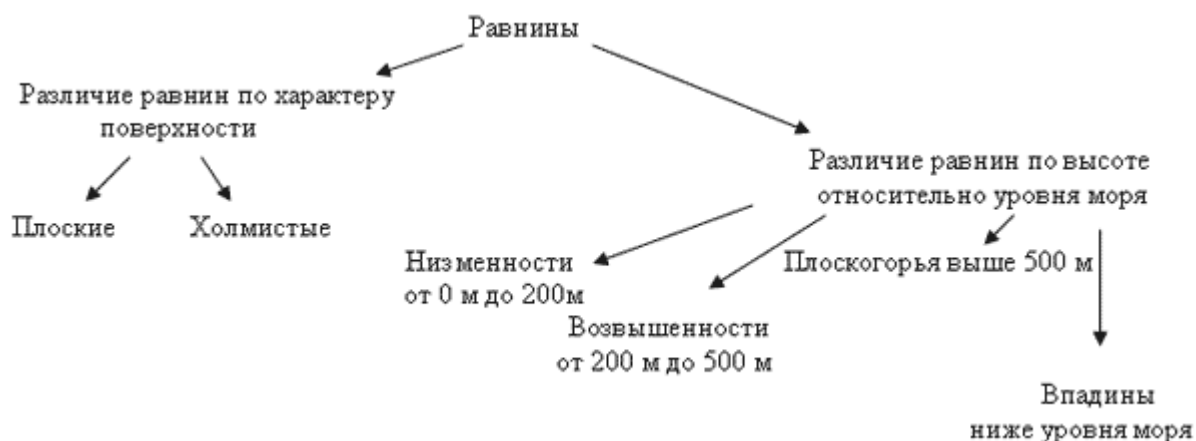 Равнины
Различие равнин по характеру
поверхности
Плоские
Холмистые
Различие равнин по высоте
относительно уровня моря
Низменности
от 0 м до 200м
Возвышенности
от 200 м до 500 м
Плоскогорья выше 500 м
Впадины
ниже уровня моря